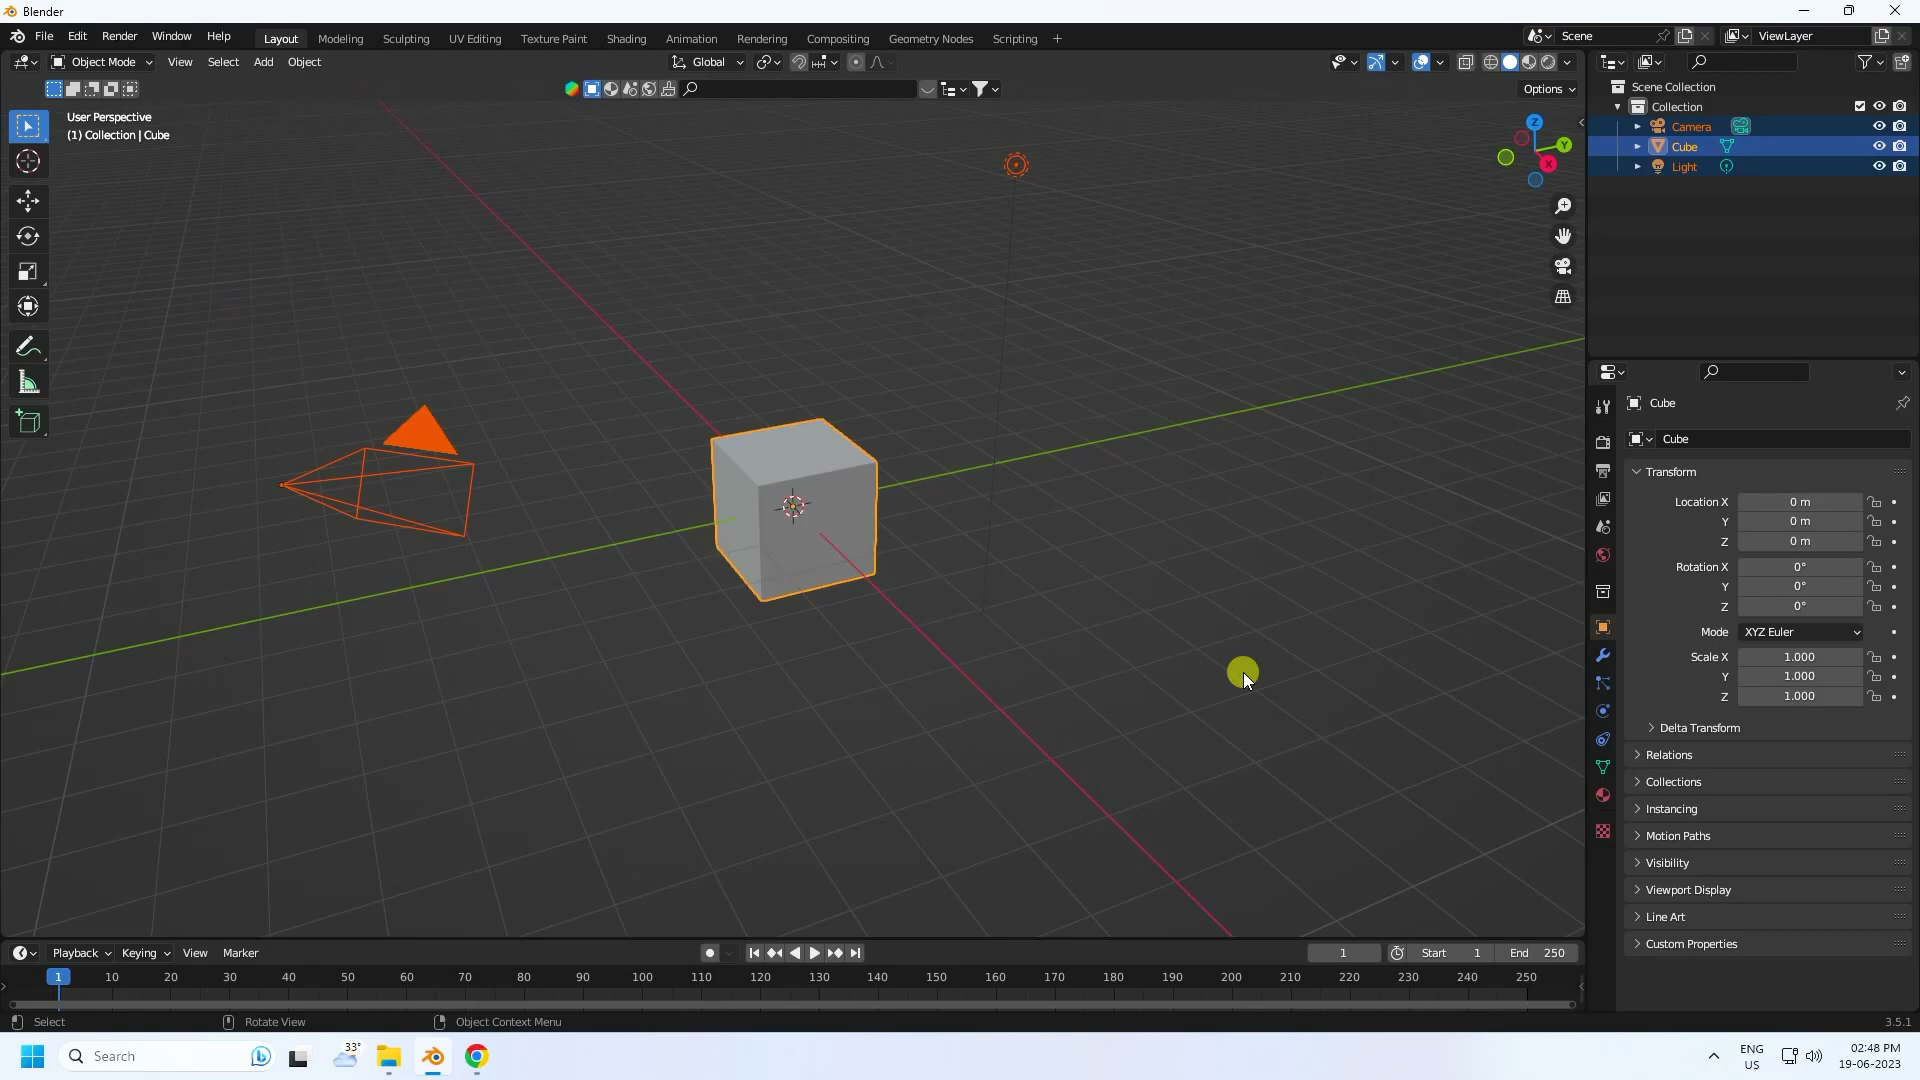 Blender
File Edit Render Window Help Layout Modeling Sculpting UV Editing Texture Paint Shading Animation Rendering Compositing Geometry Nodes Scripting + Scene ViewLayer
Object Mode View Select Add Object Global
Options
User Perspective
(1) Collection | Cube
Z
Y
X
Scene Collection
Collection
Camera
Cube
Light
Cube
Cube
Transform
Location X 0 m
Y 0 m
Z 0 m
Rotation X 0°
Y 0°
Z 0°
Mode XYZ Euler
Scale X 1.000
Y 1.000
Z 1.000
Delta Transform
Relations
Collections
Instancing
Motion Paths
Visibility
Viewport Display
Line Art
Custom Properties
Playback Keying View Marker 1 Start 1 End 250
1 10 20 30 40 50 60 70 80 90 100 110 120 130 140 150 160 170 180 190 200 210 220 230 240 250
Select Rotate View Object Context Menu 3.5.1
Search 33° ENG US 02:48 PM
19-06-2023